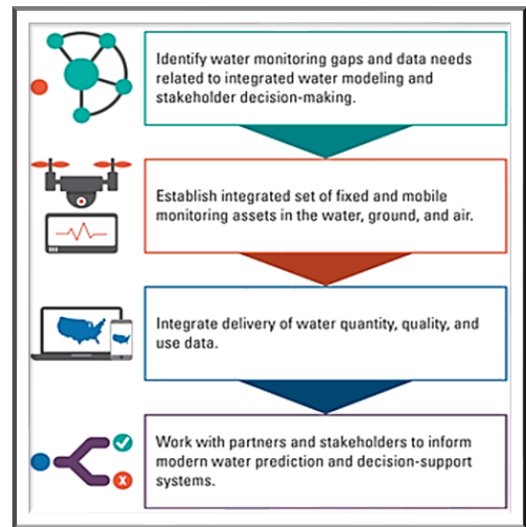 Identify water monitoring gaps and data needs
related to integrated water modeling and
stakeholder decision-making.
Establish integrated set of fixed and mobile
monitoring assets in the water, ground, and air.
Integrate delivery of water quantity, quality, and
use data.
Work with partners and stakeholders to inform
modern water prediction and decision-support
systems.